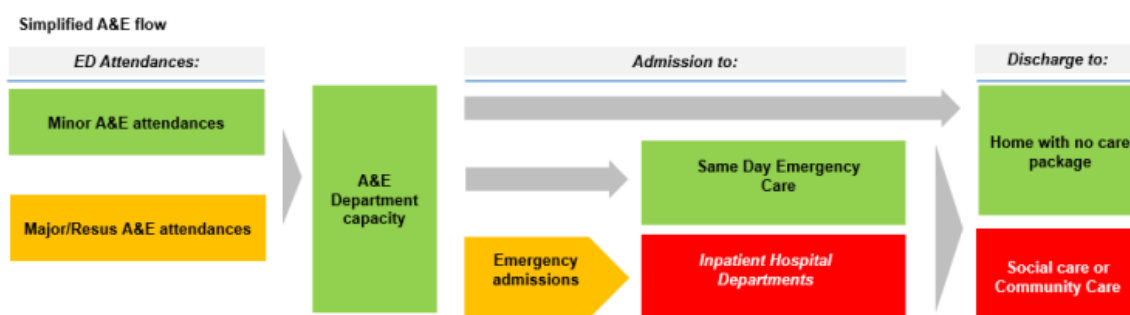 Simplified A&E flow
ED Attendances:
Admission to:
Discharge to:
Minor A&E attendances
Major/Resus A&E attendances
A&E
Department
capacity
Same Day Emergency
Care
Emergency
admissions
Inpatient Hospital
Departments
Home with no care
package
Social care or
Community Care